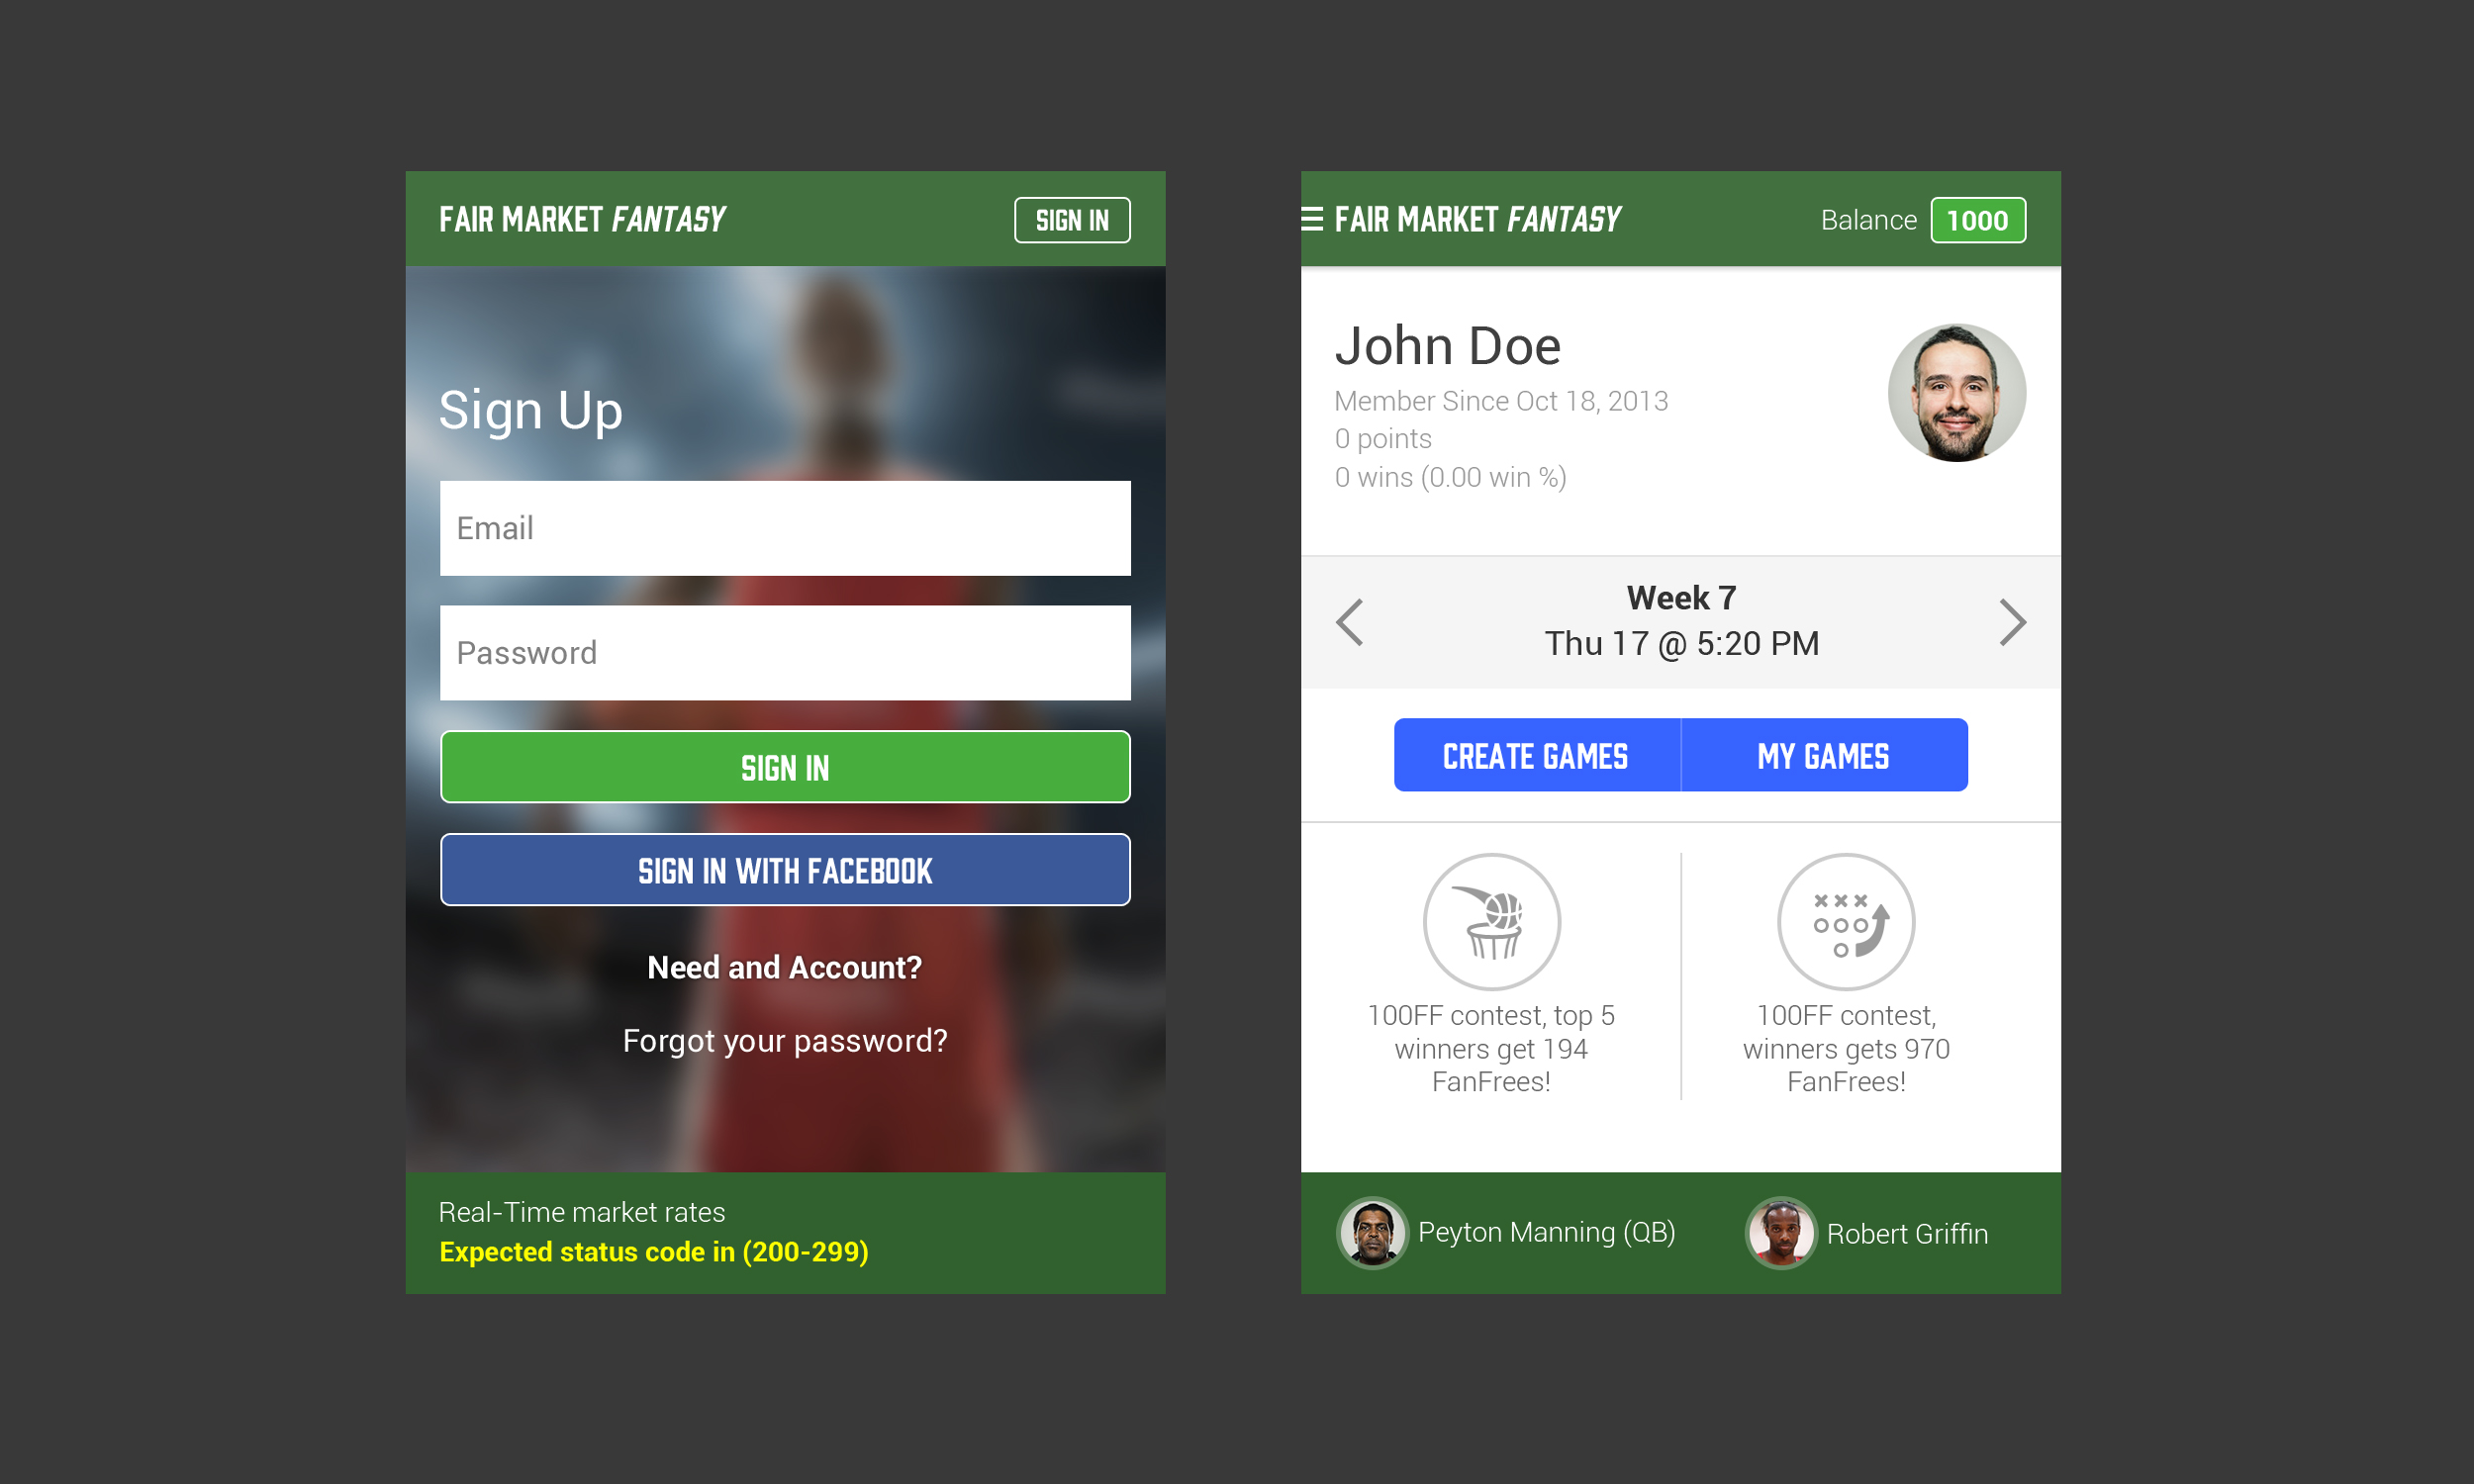 FAIR MARKET FANTASY
SIGN IN
Sign Up
Email
Password
SIGN IN
SIGN IN WITH FACEBOOK
Need and Account?
Forgot your password?
Real-Time market rates
Expected status code in (200-299)
FAIR MARKET FANTASY
Balance
1000
John Doe
Member Since Oct 18, 2013
0 points
0 wins (0.00 win %)
Week 7
Thu 17 @ 5:20 PM
CREATE GAMES
MY GAMES
100FF contest, top 5
winners get 194
FanFrees!
100FF contest,
winners gets 970
FanFrees!
Peyton Manning (QB)
Robert Griffin